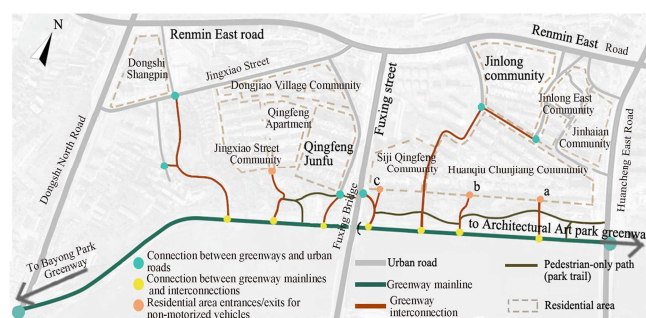 N
Renmin East road
Renmin East Road
Dongshi
Shangpin
Jingxiao Street
Dongjiao Village Community
Qingfeng
Apartment
Jingxiao Street
Community
Qingfeng
Junfu
Fuxing street
Jinlong
community
Jinlong East
Community
Jinhaian
Community
Siji Qingfeng
Community
Huanqiu Chunjiang Community
Dongshi North Road
Huancheng East Road
Fuxing Bridge
c
b
a
to Architectural Art park greenwa
To Bayong Park
Greenway
Connection between greenways and urban
roads
Connection between greenway mainlines
and interconnections
Residential area entrances/exits for
non-motorized vehicles
Urban road
Greenway mainline
Greenway
interconnection
Pedestrian-only path
(park trail)
Residential area